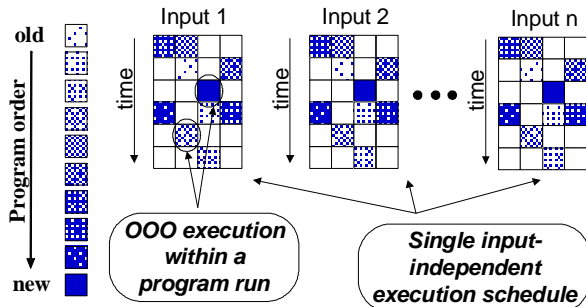 Input 1
Input 2
Input n
old
Program order
new
time
time
time
OOO execution
within a
program run
Single input-
independent
execution schedule